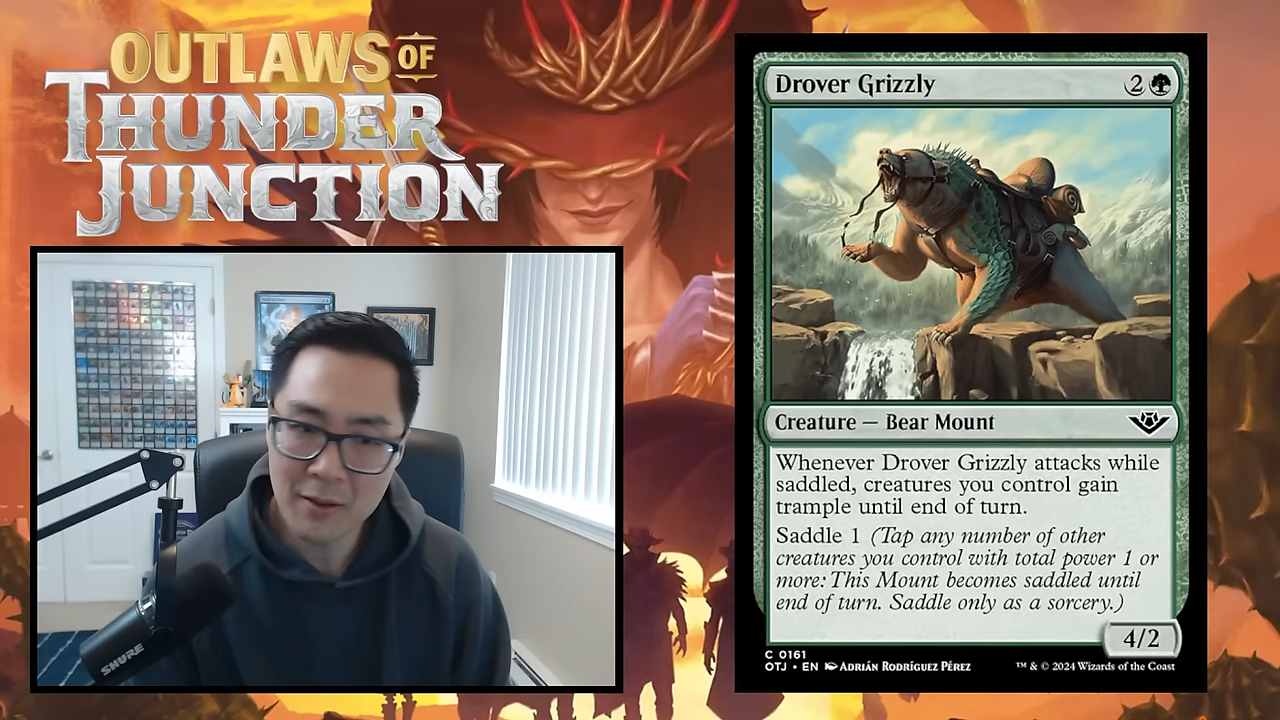 OUTLAWS OF
THUNDER
JUNCTION
Drover Grizzly 2
Creature — Bear Mount
Whenever Drover Grizzly attacks while
saddled, creatures you control gain
trample until end of turn.
Saddle 1 (Tap any number of other
creatures you control with total power 1 or
more: This Mount becomes saddled until
end of turn. Saddle only as a sorcery.)
4/2
C 0161
OTJ • EN ADRIÁN RODRÍGUEZ PÉREZ ™ & © 2024 Wizards of the Coast
SHURE